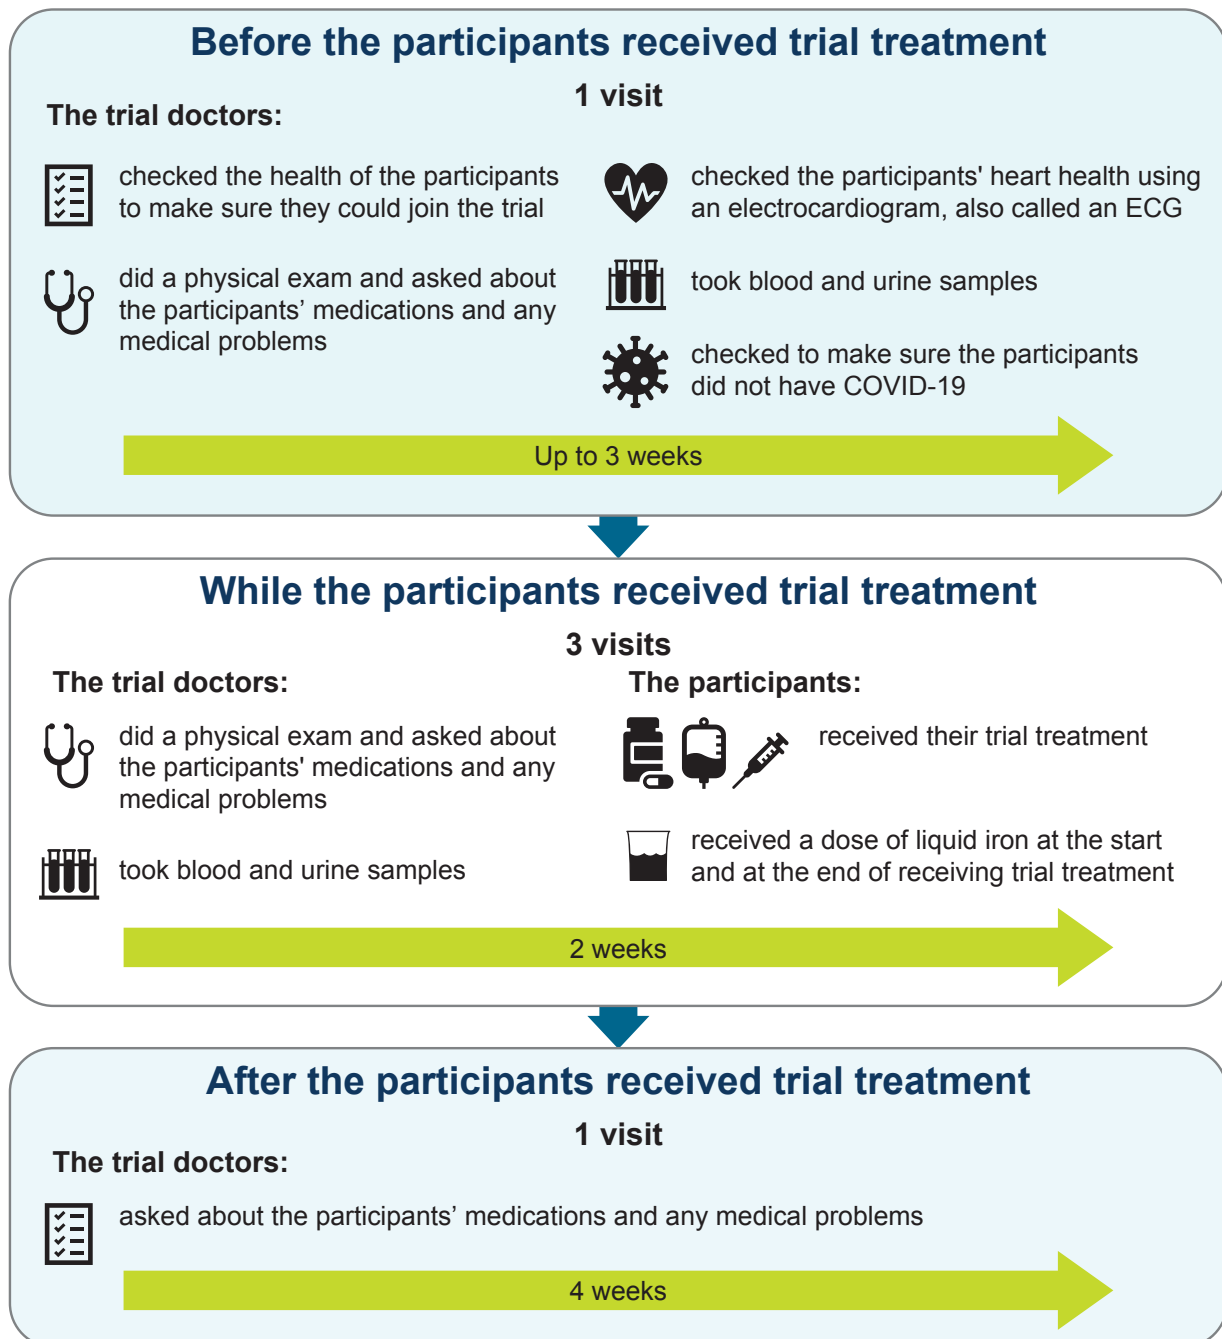 Before the participants received trial treatment
1 visit
The trial doctors:
checked the health of the participants
to make sure they could join the trial
did a physical exam and asked about
the participants’ medications and any
medical problems
checked the participants' heart health using
an electrocardiogram, also called an ECG
took blood and urine samples
checked to make sure the participants
did not have COVID-19
Up to 3 weeks
While the participants received trial treatment
3 visits
The trial doctors:
did a physical exam and asked about
the participants' medications and any
medical problems
took blood and urine samples
The participants:
received their trial treatment
received a dose of liquid iron at the start
and at the end of receiving trial treatment
2 weeks
After the participants received trial treatment
1 visit
The trial doctors:
asked about the participants’ medications and any medical problems
4 weeks